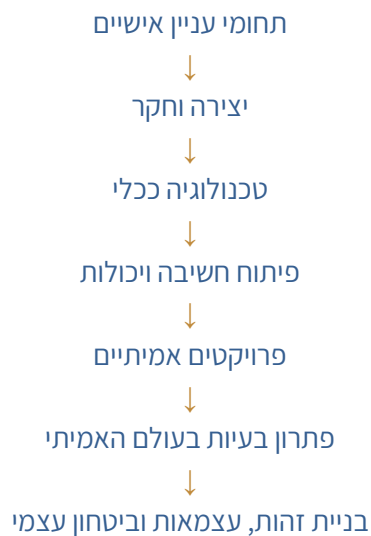 תחומי עניין אישיים
↓
יצירה וחקר
↓
טכנולוגיה ככלי
↓
פיתוח חשיבה ויכולות
↓
פרויקטים אמיתיים
↓
פתרון בעיות בעולם האמיתי
↓
בניית זהות, עצמאות וביטחון עצמי